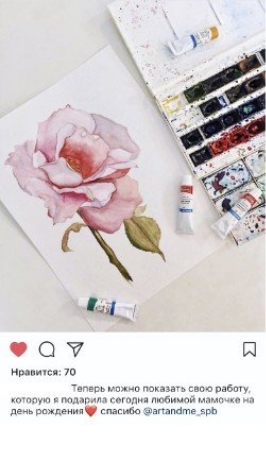 Нравится: 70
Теперь можно показать свою работу,
которую я подарила сегодня любимой мамочке на
день рождения❤️ спасибо @artandme_spb